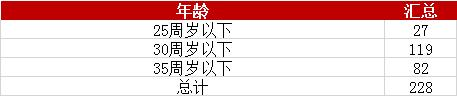 年龄 汇总
25周岁以下 27
30周岁以下 119
35周岁以下 82
总计 228